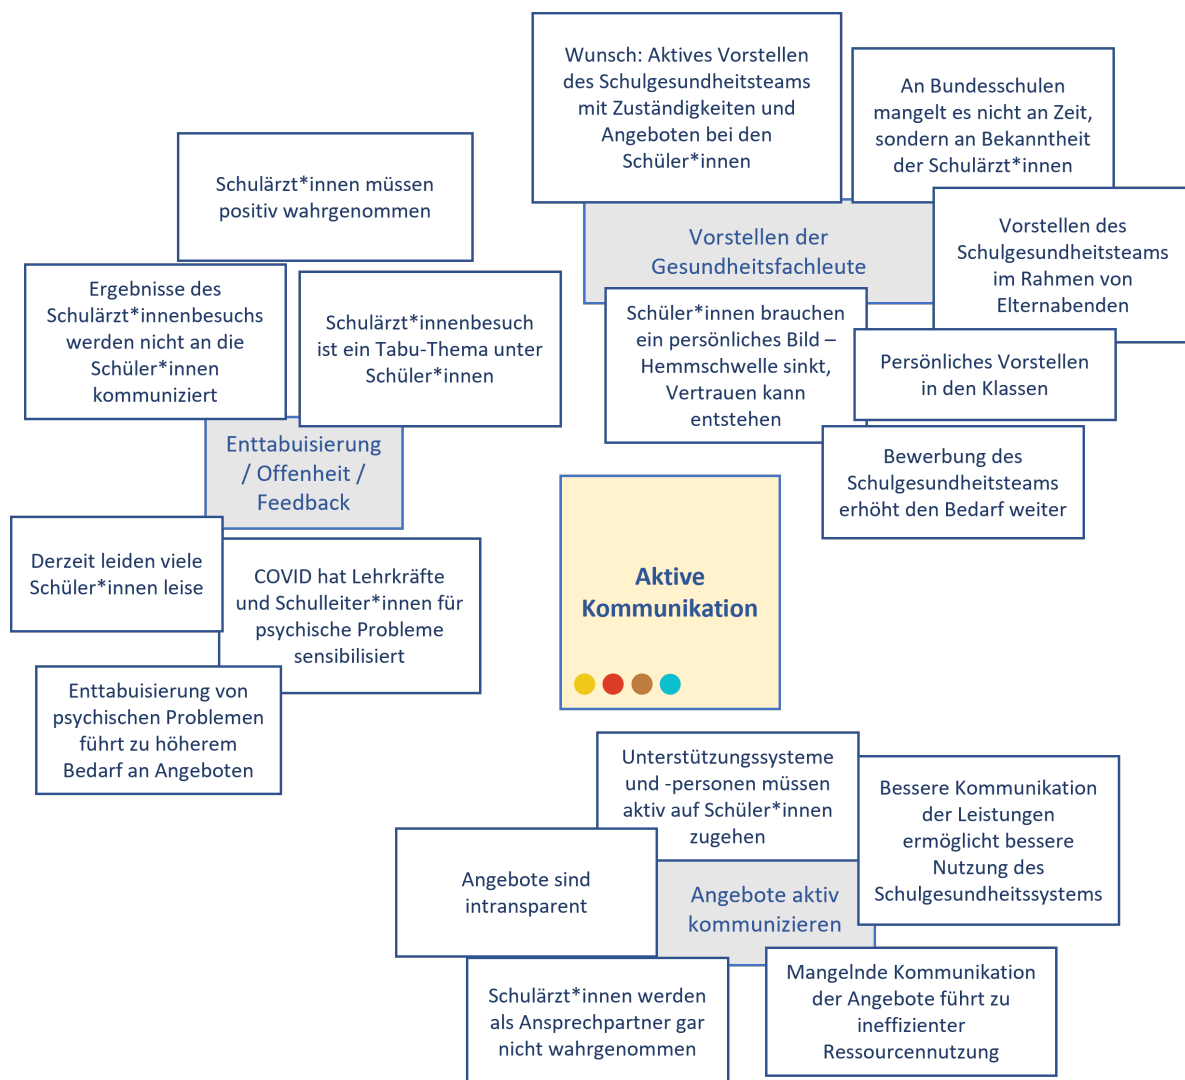 Wunsch: Aktives Vorstellen
des Schulgesundheitsteams
mit Zuständigkeiten und
Angeboten bei den
Schüler*innen
An Bundesschulen
mangelt es nicht an Zeit,
sondern an Bekanntheit
der Schulärzt*innen
Vorstellen der
Gesundheitsfachleute
Vorstellen des
Schulgesundheitsteams
im Rahmen von
Elternabenden
Schüler*innen brauchen
ein persönliches Bild –
Hemmschwelle sinkt,
Vertrauen kann
entstehen
Persönliches Vorstellen
in den Klassen
Bewerbung des
Schulgesundheitsteams
erhöht den Bedarf weiter
Schulärzt*innen müssen
positiv wahrgenommen
Ergebnisse des
Schulärzt*innenbesuchs
werden nicht an die
Schüler*innen
kommuniziert
Schulärzt*innenbesuch
ist ein Tabu-Thema unter
Schüler*innen
Enttabuisierung
/ Offenheit /
Feedback
Derzeit leiden viele
Schüler*innen leise
COVID hat Lehrkräfte
und Schulleiter*innen für
psychische Probleme
sensibilisiert
Enttabuisierung von
psychischen Problemen
führt zu höherem
Bedarf an Angeboten
Aktive
Kommunikation
Unterstützungssysteme
und -personen müssen
aktiv auf Schüler*innen
zugehen
Bessere Kommunikation
der Leistungen
ermöglicht bessere
Nutzung des
Schulgesundheitssystems
Angebote sind
intransparent
Angebote aktiv
kommunizieren
Schulärzt*innen werden
als Ansprechpartner gar
nicht wahrgenommen
Mangelnde Kommunikation
der Angebote führt zu
ineffizienter
Ressourcennutzung